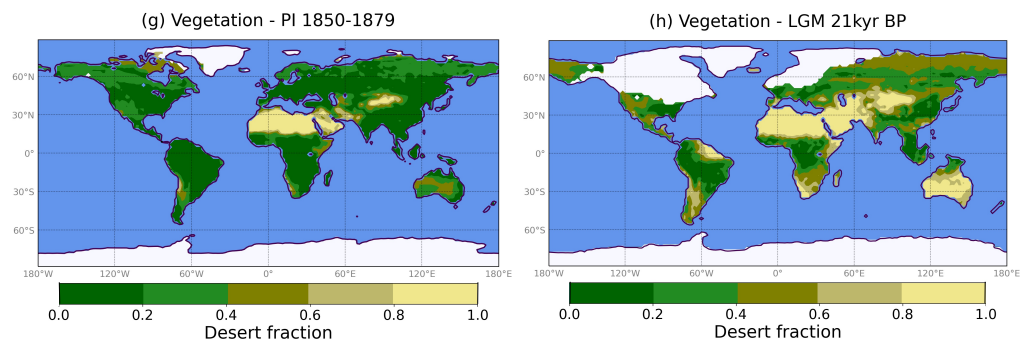 (g) Vegetation - PI 1850-1879
60°N
30°N
0°
30°S
60°S
180°W 120°W 60°W 0° 60°E 120°E 180°E
0.0 0.2 0.4 0.6 0.8 1.0
Desert fraction
(h) Vegetation - LGM 21kyr BP
60°N
30°N
0°
30°S
60°S
180°W 120°W 60°W 0° 60°E 120°E 180°E
0.0 0.2 0.4 0.6 0.8 1.0
Desert fraction